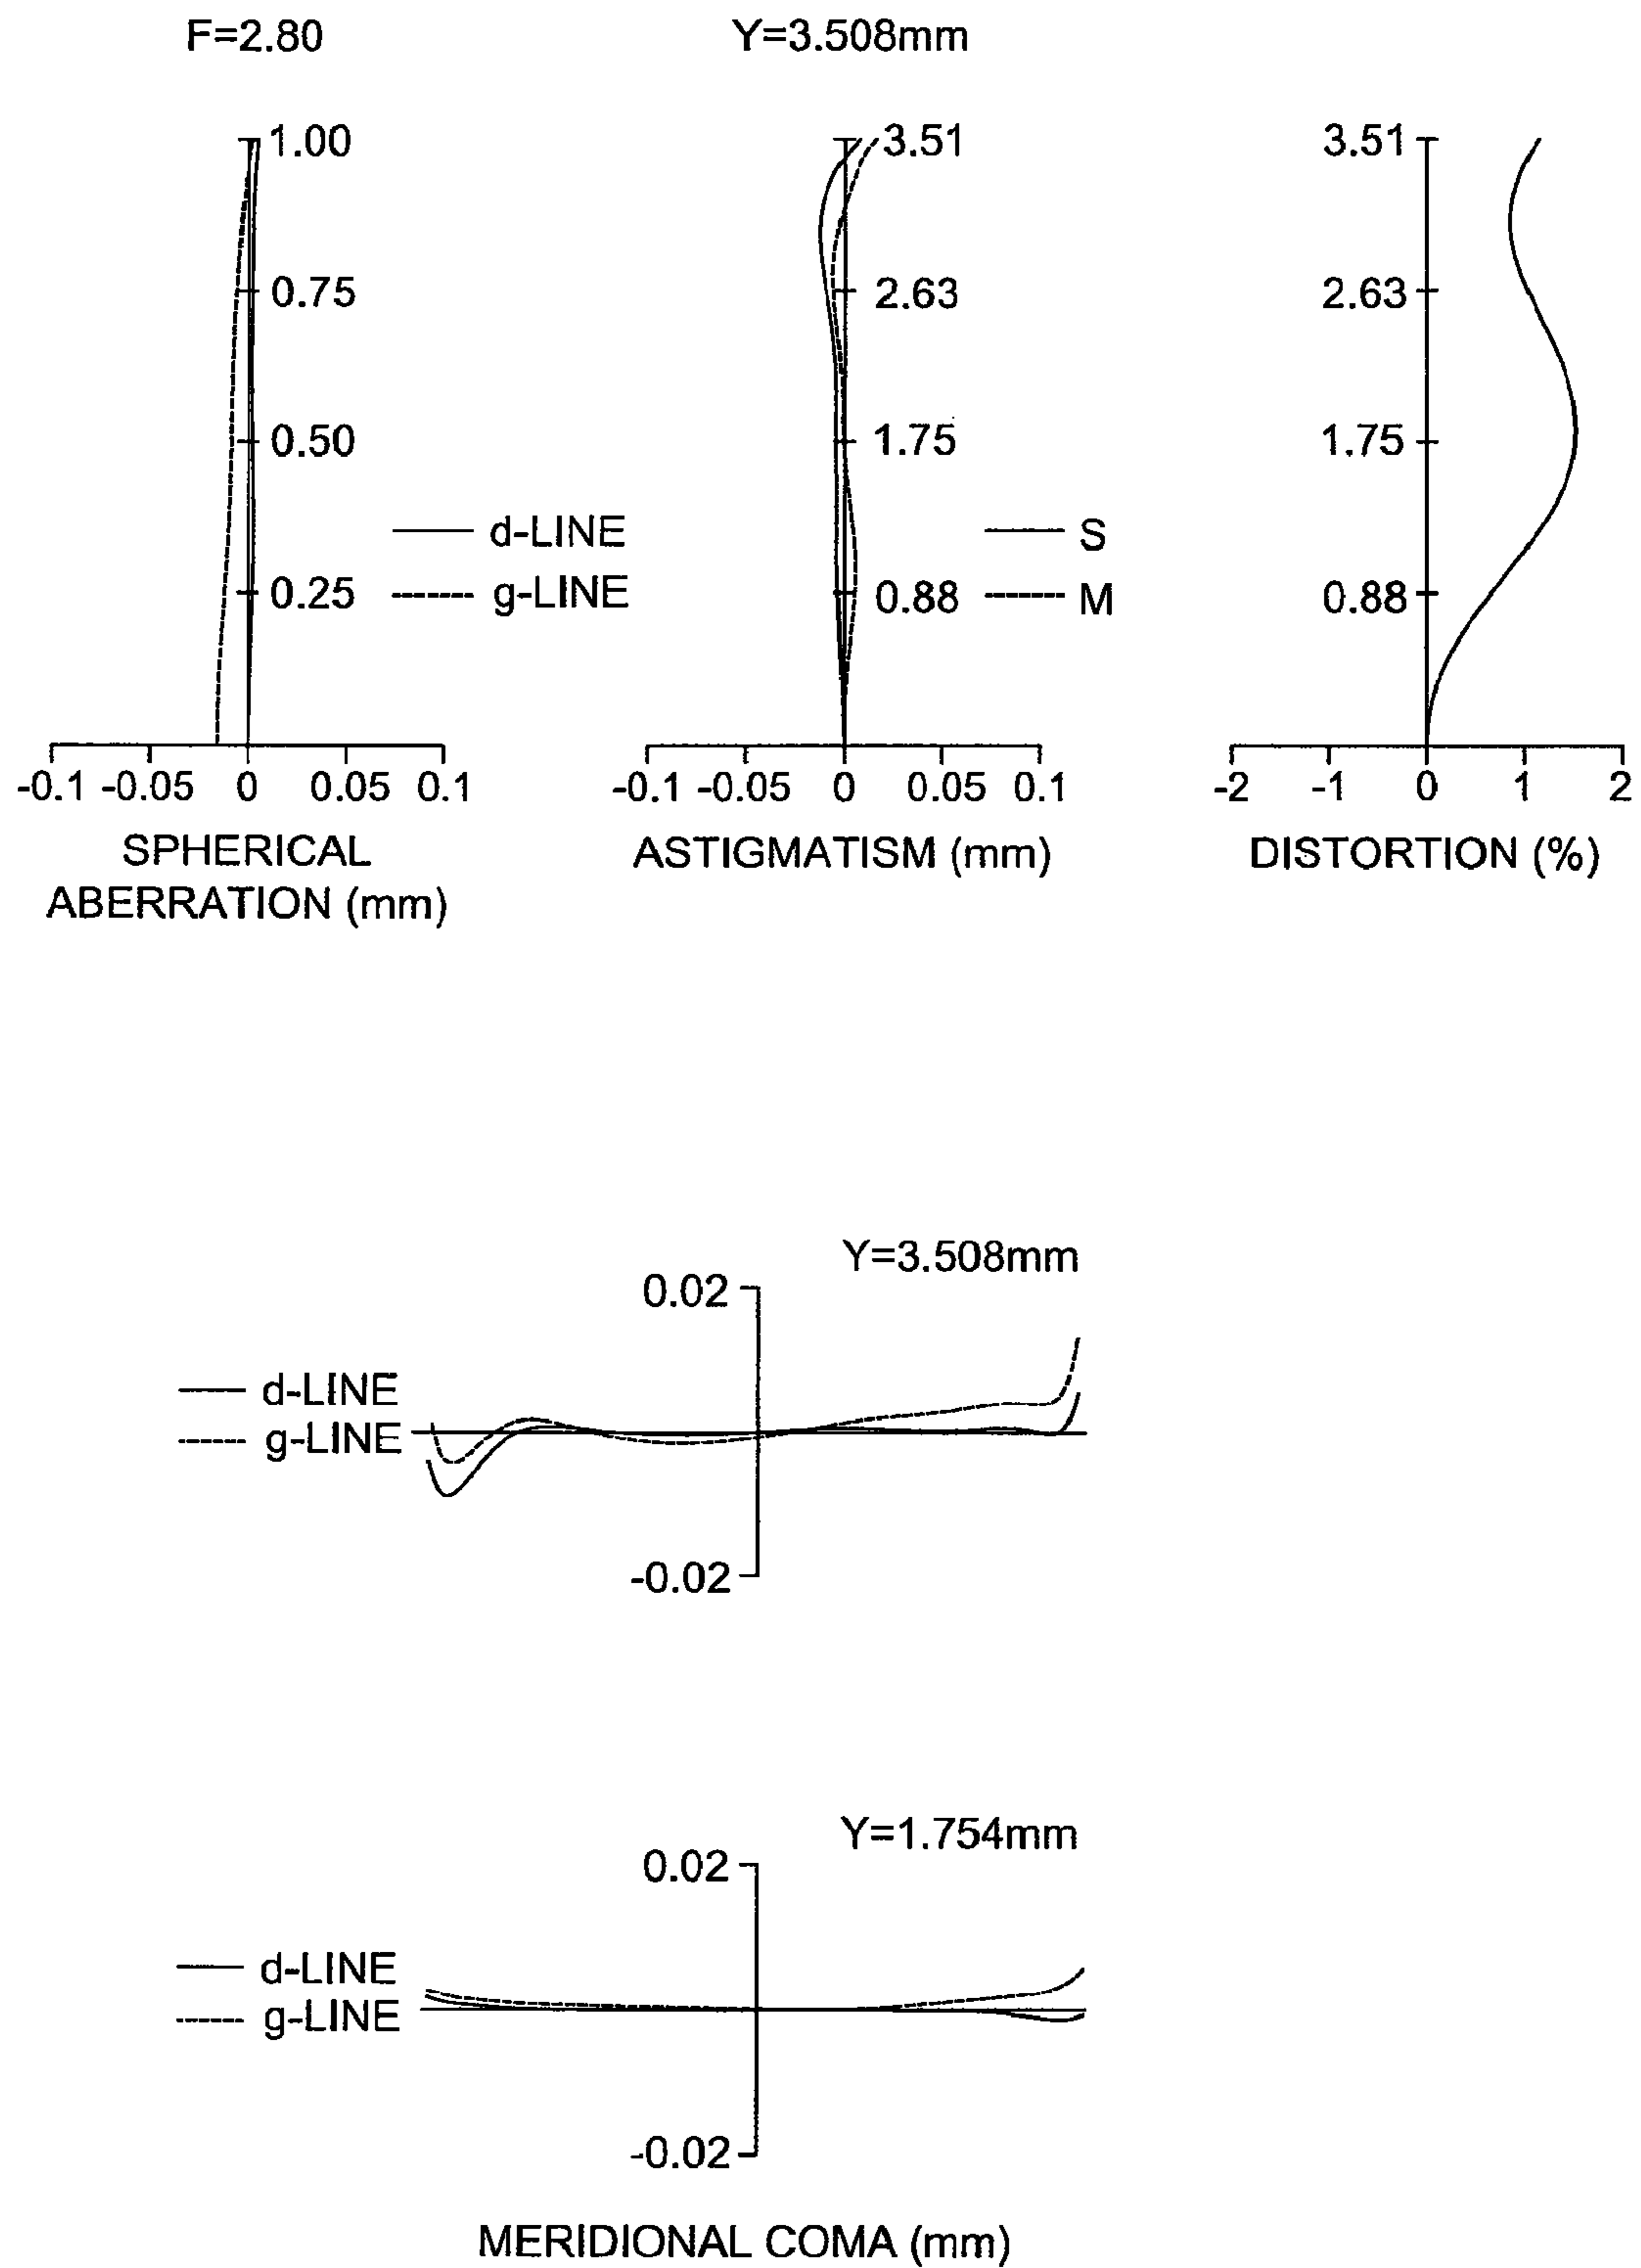 F=2.80
1.00
0.75
0.50
0.25
d-LINE
g-LINE
-0.1 -0.05 0 0.05 0.1
SPHERICAL
ABERRATION (mm)
Y=3.508mm
3.51
2.63
1.75
0.88
S
M
-0.1 -0.05 0 0.05 0.1
ASTIGMATISM (mm)
3.51
2.63
1.75
0.88
-2 -1 0 1 2
DISTORTION (%)
Y=3.508mm
0.02
d-LINE
g-LINE
-0.02
Y=1.754mm
0.02
d-LINE
g-LINE
-0.02
MERIDIONAL COMA (mm)